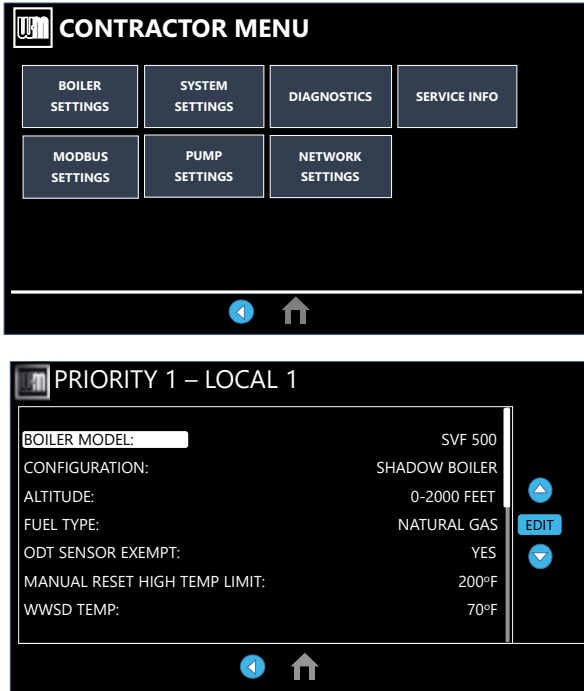 WM CONTRACTOR MENU
BOILER SETTINGS
SYSTEM SETTINGS
DIAGNOSTICS
SERVICE INFO
MODBUS SETTINGS
PUMP SETTINGS
NETWORK SETTINGS
WM PRIORITY 1 – LOCAL 1
BOILER MODEL: SVF 500
CONFIGURATION: SHADOW BOILER
ALTITUDE: 0-2000 FEET
FUEL TYPE: NATURAL GAS
EDIT
ODT SENSOR EXEMPT: YES
MANUAL RESET HIGH TEMP LIMIT: 200ºF
WWSD TEMP: 70ºF